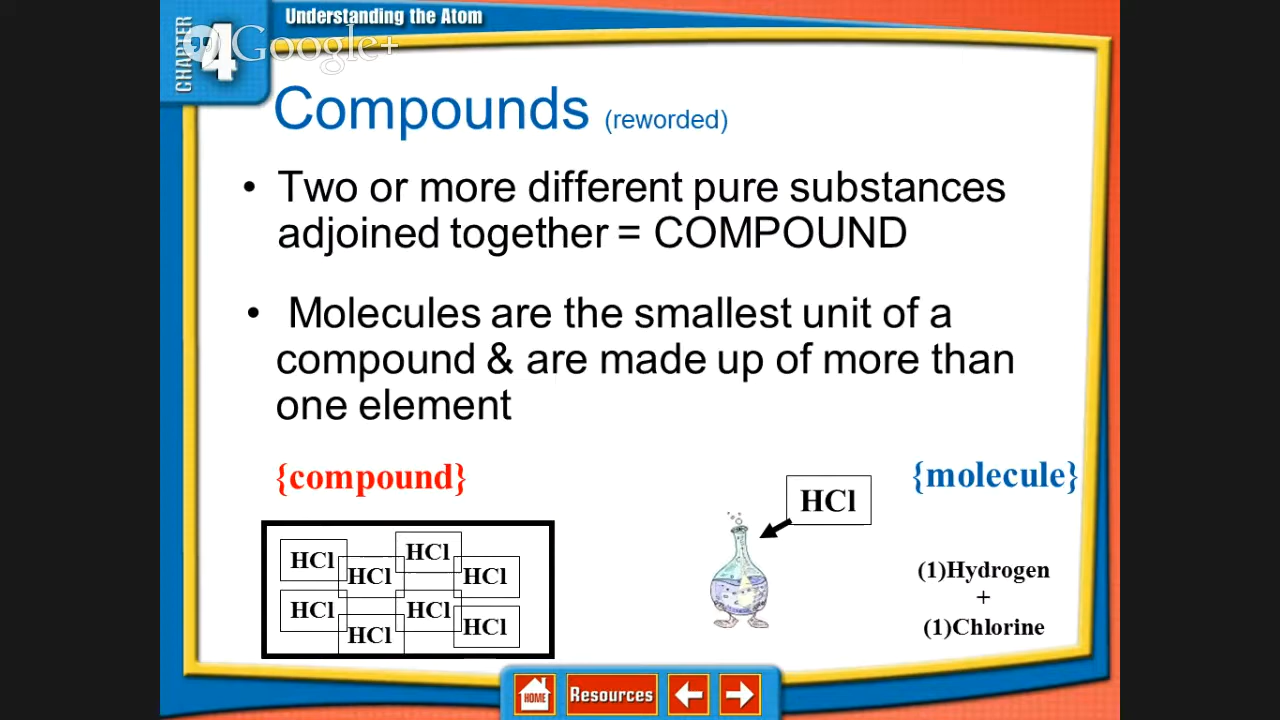 Understanding the Atom
CHAPTER
4
Google+
Compounds (reworded)
• Two or more different pure substances
adjoined together = COMPOUND
• Molecules are the smallest unit of a
compound & are made up of more than
one element
{compound}
HCl
HCl
HCl
HCl
HCl
HCl
HCl
HCl
HCl
{molecule}
(1)Hydrogen
+
(1)Chlorine
HOME
Resources